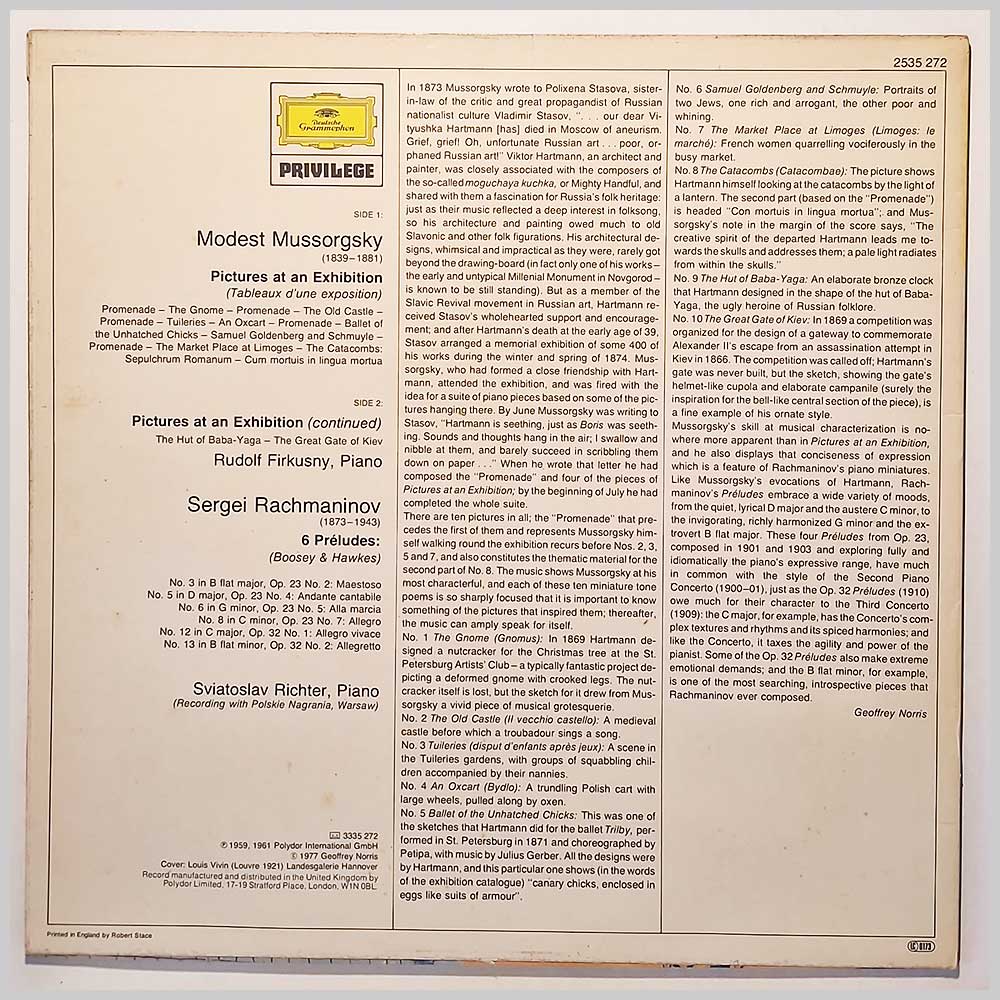 2535 272
Deutsche
Grammophon
PRIVILEGE
SIDE 1:
Modest Mussorgsky
(1839–1881)
Pictures at an Exhibition
(Tableaux d'une exposition)
Promenade – The Gnome – Promenade – The Old Castle –
Promenade – Tuileries – An Oxcart – Promenade – Ballet of
the Unhatched Chicks – Samuel Goldenberg and Schmuyle –
Promenade – The Market Place at Limoges – The Catacombs:
Sepulchrum Romanum – Cum mortuis in lingua mortua
SIDE 2:
Pictures at an Exhibition (continued)
The Hut of Baba-Yaga – The Great Gate of Kiev
Rudolf Firkusny, Piano
Sergei Rachmaninov
(1873–1943)
6 Préludes:
(Boosey & Hawkes)
No. 3 in B flat major, Op. 23 No. 2: Maestoso
No. 5 in D major, Op. 23 No. 4: Andante cantabile
No. 6 in G minor, Op. 23 No. 5: Alla marcia
No. 8 in C minor, Op. 23 No. 7: Allegro
No. 12 in C major, Op. 32 No. 1: Allegro vivace
No. 13 in B flat minor, Op. 32 No. 2: Allegretto
Sviatoslav Richter, Piano
(Recording with Polskie Nagrania, Warsaw)
3335 272
℗ 1959, 1961 Polydor International GmbH
© 1977 Geoffrey Norris
Cover: Louis Vivin (Louvre 1921) Landesgalerie Hannover
Record manufactured and distributed in the United Kingdom by
Polydor Limited, 17-19 Stratford Place, London, W1N 0BL.
Printed in England by Robert Stace
In 1873 Mussorgsky wrote to Polixena Stasova, sister-
in-law of the critic and great propagandist of Russian
nationalist culture Vladimir Stasov, ". . . our dear Vi-
tyushka Hartmann [has] died in Moscow of aneurism.
Grief, grief! Oh, unfortunate Russian art . . . poor, or-
phaned Russian art!" Viktor Hartmann, an architect and
painter, was closely associated with the composers of
the so-called moguchaya kuchka, or Mighty Handful, and
shared with them a fascination for Russia's folk heritage:
just as their music reflected a deep interest in folksong,
so his architecture and painting owed much to old
Slavonic and other folk figurations. His architectural de-
signs, whimsical and impractical as they were, rarely got
beyond the drawing-board (in fact only one of his works –
the early and untypical Millenial Monument in Novgorod –
is known to be still standing). But as a member of the
Slavic Revival movement in Russian art, Hartmann re-
ceived Stasov's wholehearted support and encourage-
ment; and after Hartmann's death at the early age of 39,
Stasov arranged a memorial exhibition of some 400 of
his works during the winter and spring of 1874. Mus-
sorgsky, who had formed a close friendship with Hart-
mann, attended the exhibition, and was fired with the
idea for a suite of piano pieces based on some of the pic-
tures hanging there. By June Mussorgsky was writing to
Stasov, "Hartmann is seething, just as Boris was seeth-
ing. Sounds and thoughts hang in the air; I swallow and
nibble at them, and barely succeed in scribbling them
down on paper . . ." When he wrote that letter he had
composed the "Promenade" and four of the pieces of
Pictures at an Exhibition; by the beginning of July he had
completed the whole suite.
There are ten pictures in all; the "Promenade" that pre-
cedes the first of them and represents Mussorgsky him-
self walking round the exhibition recurs before Nos. 2, 3,
5 and 7, and also constitutes the thematic material for the
second part of No. 8. The music shows Mussorgsky at his
most characterful, and each of these ten miniature tone
poems is so sharply focused that it is important to know
something of the pictures that inspired them; thereafter,
the music can amply speak for itself.
No. 1 The Gnome (Gnomus): In 1869 Hartmann de-
signed a nutcracker for the Christmas tree at the St.
Petersburg Artists' Club – a typically fantastic project de-
picting a deformed gnome with crooked legs. The nut-
cracker itself is lost, but the sketch for it drew from Mus-
sorgsky a vivid piece of musical grotesquerie.
No. 2 The Old Castle (Il vecchio castello): A medieval
castle before which a troubadour sings a song.
No. 3 Tuileries (disput d'enfants après jeux): A scene in
the Tuileries gardens, with groups of squabbling chil-
dren accompanied by their nannies.
No. 4 An Oxcart (Bydlo): A trundling Polish cart with
large wheels, pulled along by oxen.
No. 5 Ballet of the Unhatched Chicks: This was one of
the sketches that Hartmann did for the ballet Trilby, per-
formed in St. Petersburg in 1871 and choreographed by
Petipa, with music by Julius Gerber. All the designs were
by Hartmann, and this particular one shows (in the words
of the exhibition catalogue) "canary chicks, enclosed in
eggs like suits of armour".
No. 6 Samuel Goldenberg and Schmuyle: Portraits of
two Jews, one rich and arrogant, the other poor and
whining.
No. 7 The Market Place at Limoges (Limoges: le
marché): French women quarrelling vociferously in the
busy market.
No. 8 The Catacombs (Catacombae): The picture shows
Hartmann himself looking at the catacombs by the light of
a lantern. The second part (based on the "Promenade")
is headed "Con mortuis in lingua mortua"; and Mus-
sorgsky's note in the margin of the score says, "The
creative spirit of the departed Hartmann leads me to-
wards the skulls and addresses them; a pale light radiates
from within the skulls."
No. 9 The Hut of Baba-Yaga: An elaborate bronze clock
that Hartmann designed in the shape of the hut of Baba-
Yaga, the ugly heroine of Russian folklore.
No. 10 The Great Gate of Kiev: In 1869 a competition was
organized for the design of a gateway to commemorate
Alexander II's escape from an assassination attempt in
Kiev in 1866. The competition was called off; Hartmann's
gate was never built, but the sketch, showing the gate's
helmet-like cupola and elaborate campanile (surely the
inspiration for the bell-like central section of the piece), is
a fine example of his ornate style.
Mussorgsky's skill at musical characterization is no-
where more apparent than in Pictures at an Exhibition,
and he also displays that conciseness of expression
which is a feature of Rachmaninov's piano miniatures.
Like Mussorgsky's evocations of Hartmann, Rach-
maninov's Préludes embrace a wide variety of moods,
from the quiet, lyrical D major and the austere C minor, to
the invigorating, richly harmonized G minor and the ex-
trovert B flat major. These four Préludes from Op. 23,
composed in 1901 and 1903 and exploring fully and
idiomatically the piano's expressive range, have much
in common with the style of the Second Piano
Concerto (1900–01), just as the Op. 32 Préludes (1910)
owe much for their character to the Third Concerto
(1909): the C major, for example, has the Concerto's com-
plex textures and rhythms and its spiced harmonies; and
like the Concerto, it taxes the agility and power of the
pianist. Some of the Op. 32 Préludes also make extreme
emotional demands; and the B flat minor, for example,
is one of the most searching, introspective pieces that
Rachmaninov ever composed.
Geoffrey Norris
LC 0173